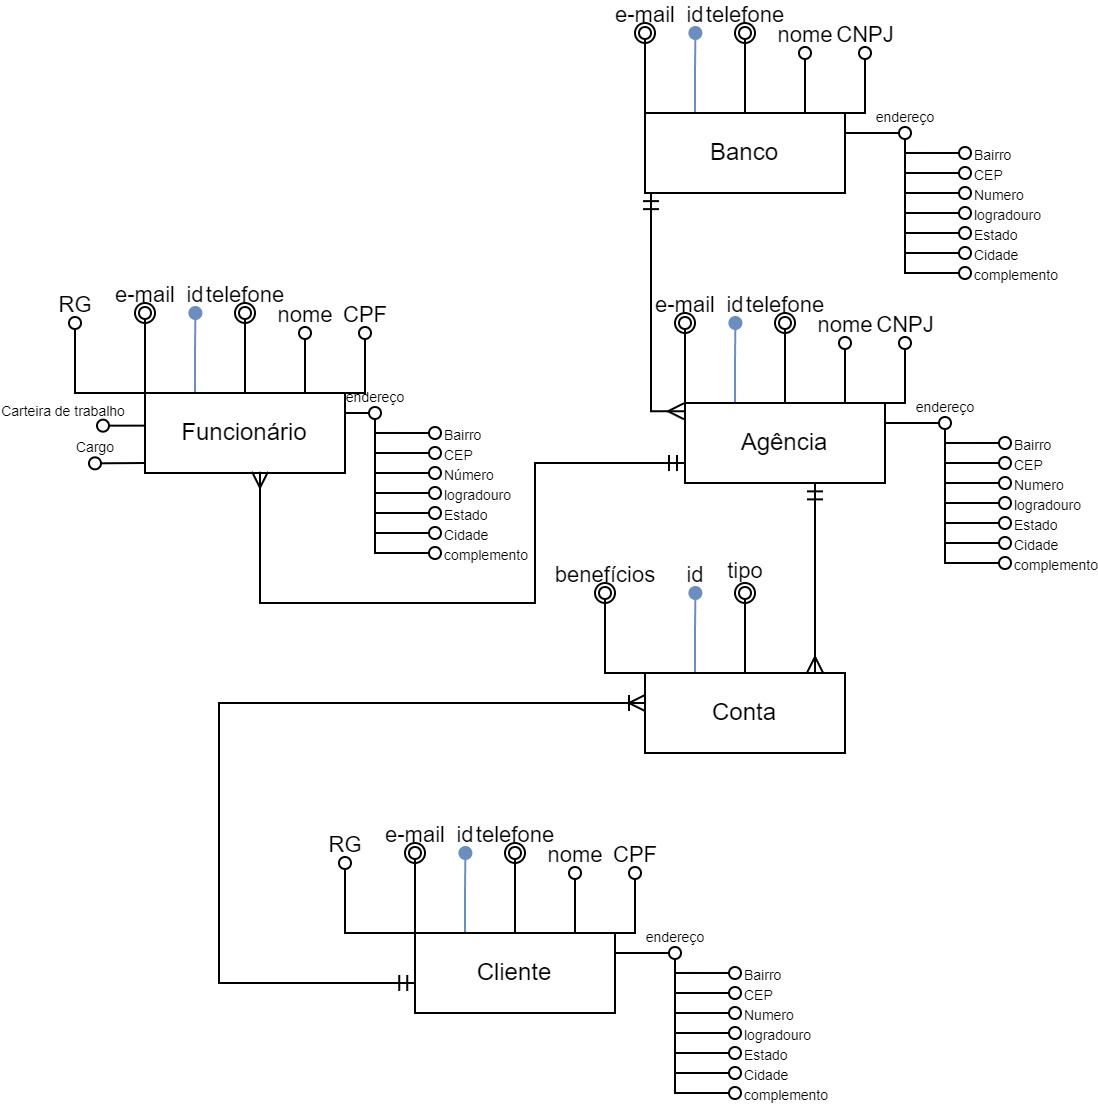 e-mail id telefone
nome CNPJ
endereço
Banco
Bairro
CEP
Numero
logradouro
Estado
Cidade
complemento
RG
e-mail id telefone
nome CPF
endereço
Carteira de trabalho
Cargo
Funcionário
Bairro
CEP
Número
logradouro
Estado
Cidade
complemento
e-mail id telefone
nome CNPJ
endereço
Agência
Bairro
CEP
Numero
logradouro
Estado
Cidade
complemento
benefícios id tipo
Conta
RG
e-mail id telefone
nome CPF
endereço
Cliente
Bairro
CEP
Numero
logradouro
Estado
Cidade
complemento